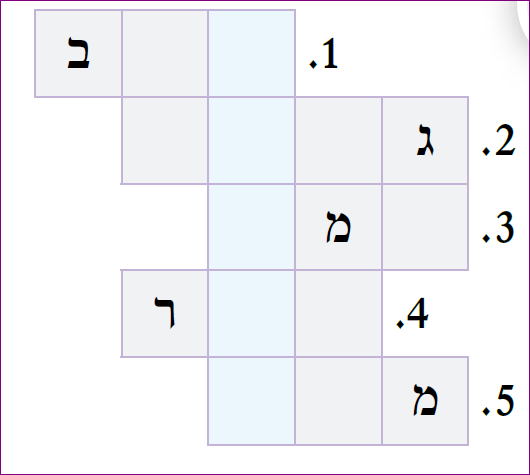 1. ב
2. ג
3. מ
4. ר
5. מ